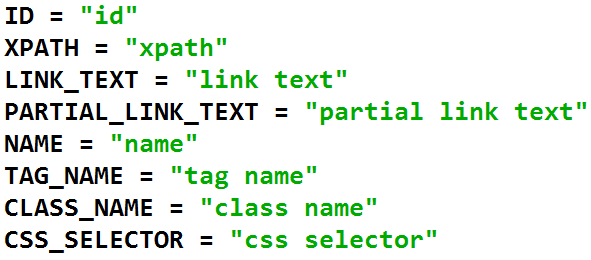 ID = "id"
XPATH = "xpath"
LINK_TEXT = "link text"
PARTIAL_LINK_TEXT = "partial link text"
NAME = "name"
TAG_NAME = "tag name"
CLASS_NAME = "class name"
CSS_SELECTOR = "css selector"